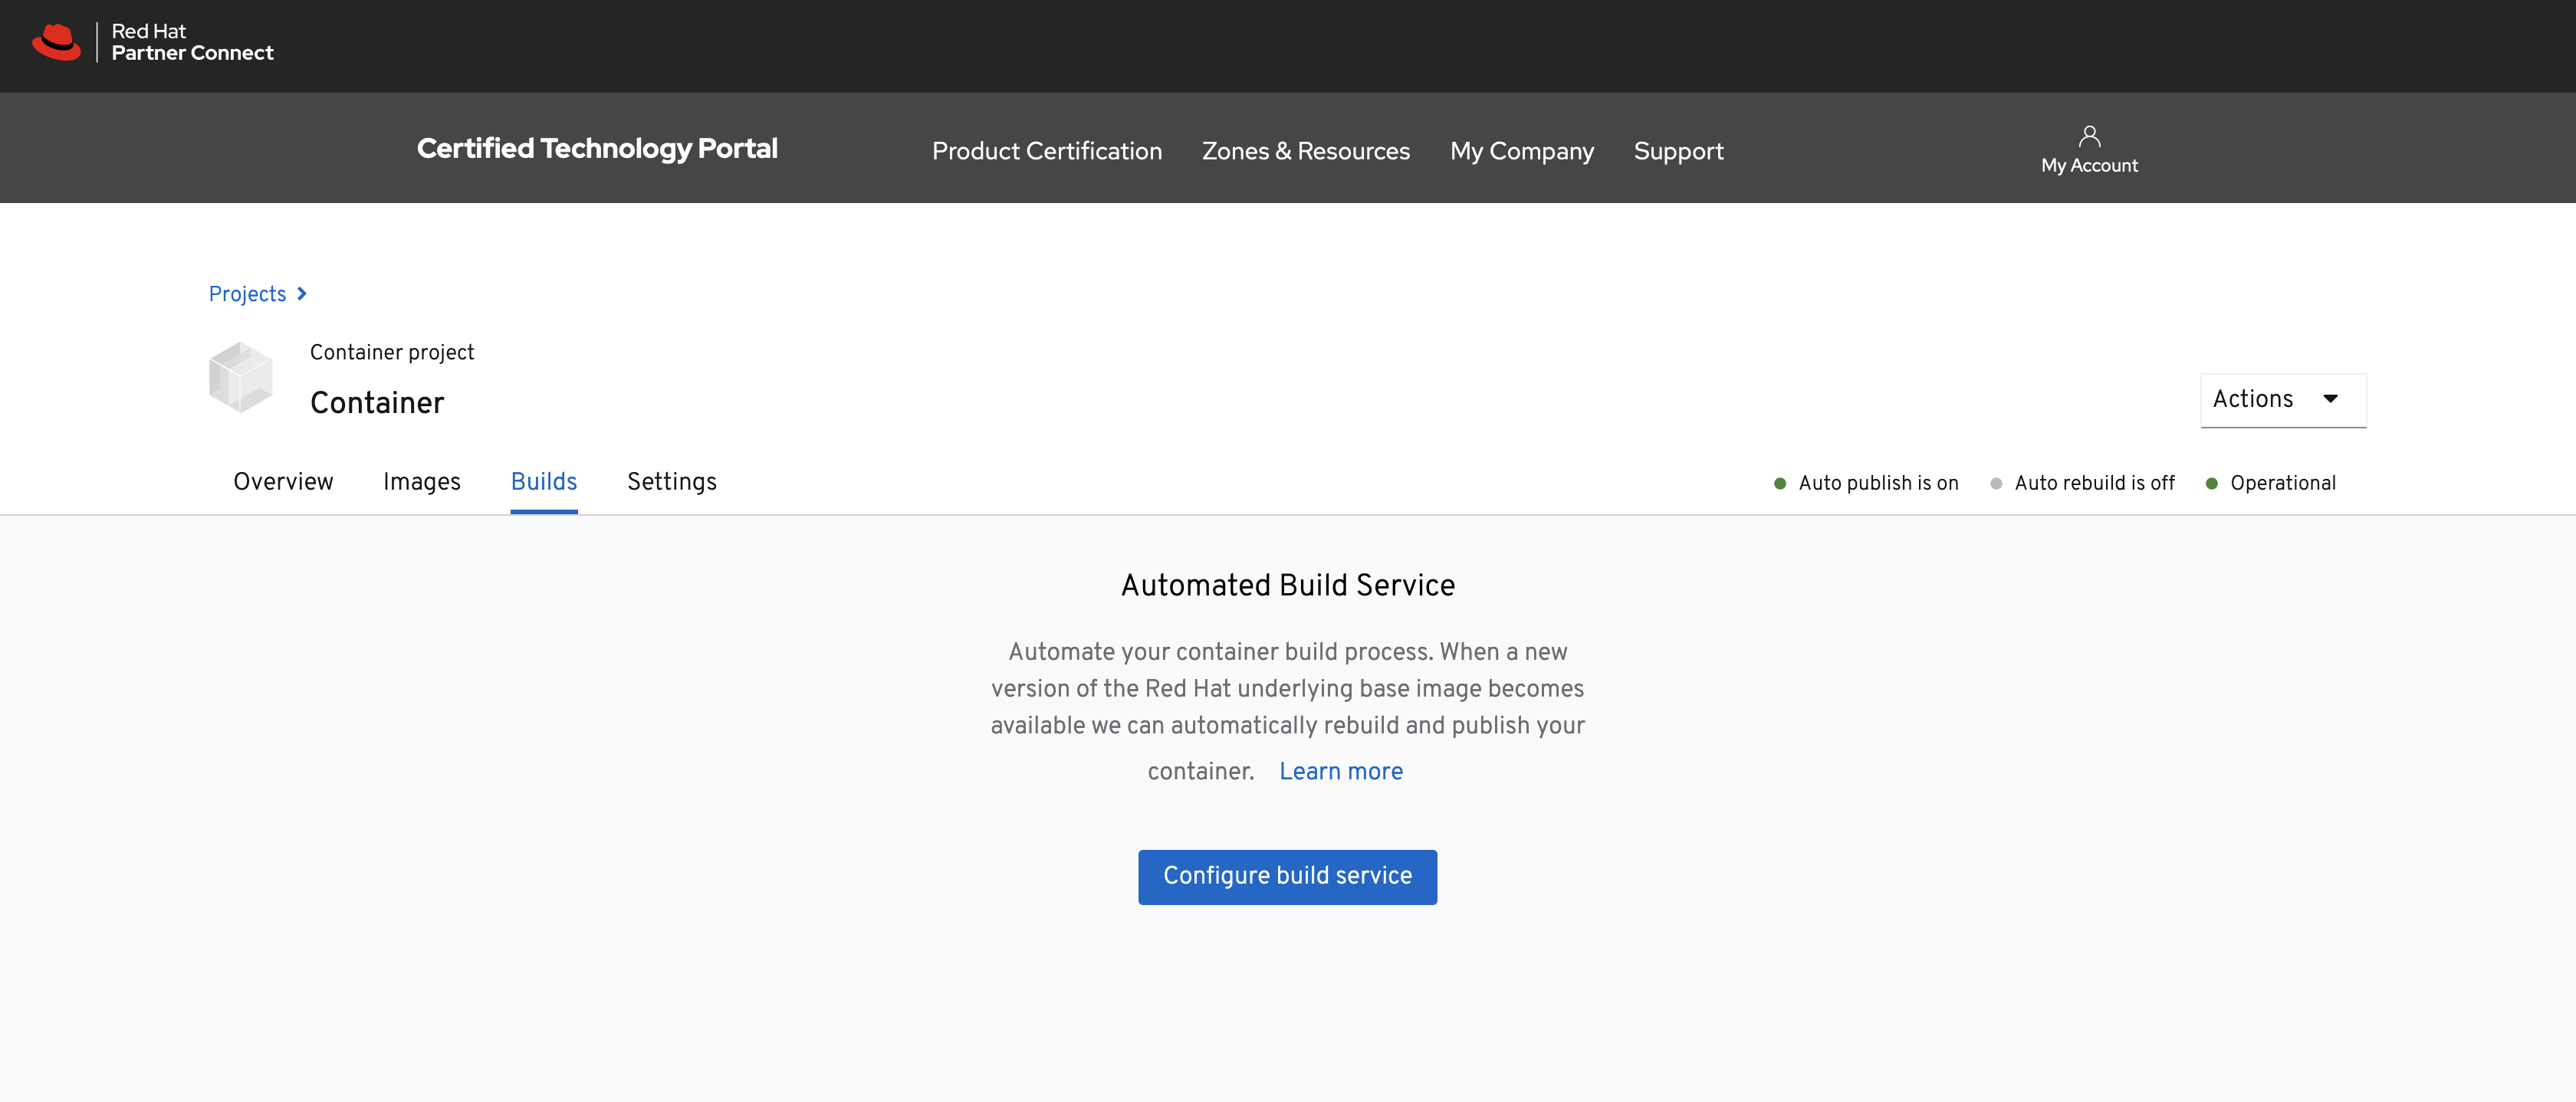 Red Hat
Partner Connect
Certified Technology Portal
Product Certification
Zones & Resources
My Company
Support
My Account
Projects
Container project
Container
Actions
Overview
Images
Builds
Settings
Auto publish is on
Auto rebuild is off
Operational
Automated Build Service
Automate your container build process. When a new
version of the Red Hat underlying base image becomes
available we can automatically rebuild and publish your
container. Learn more
Configure build service